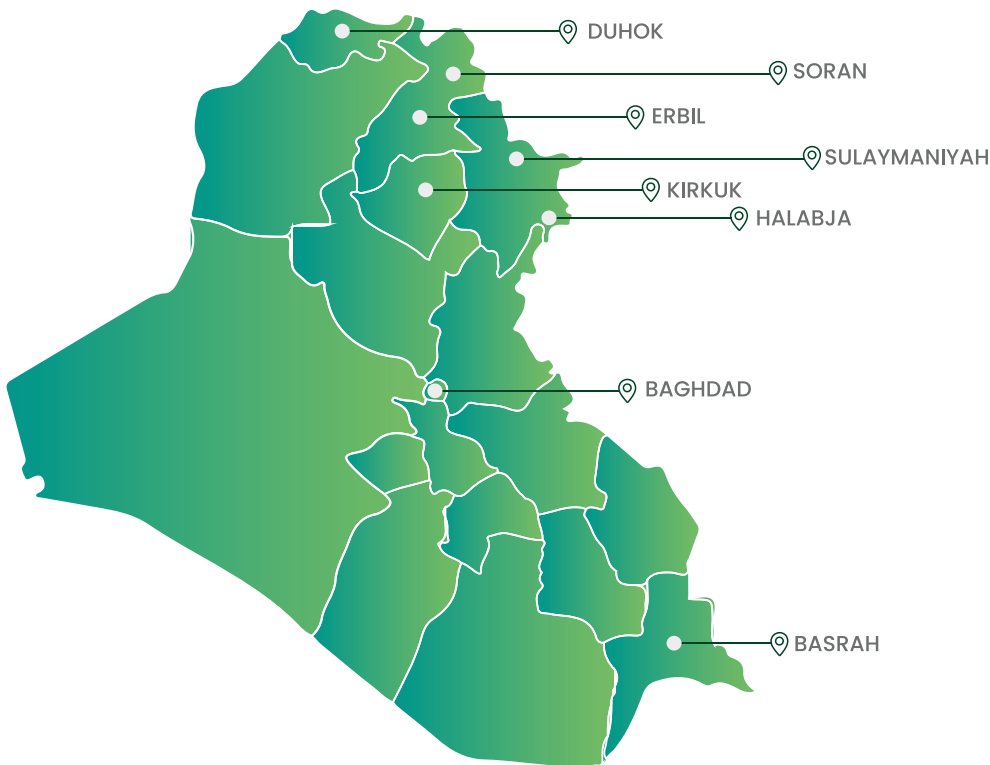 DUHOK
SORAN
ERBIL
SULAYMANIYAH
KIRKUK
HALABJA
BAGHDAD
BASRAH